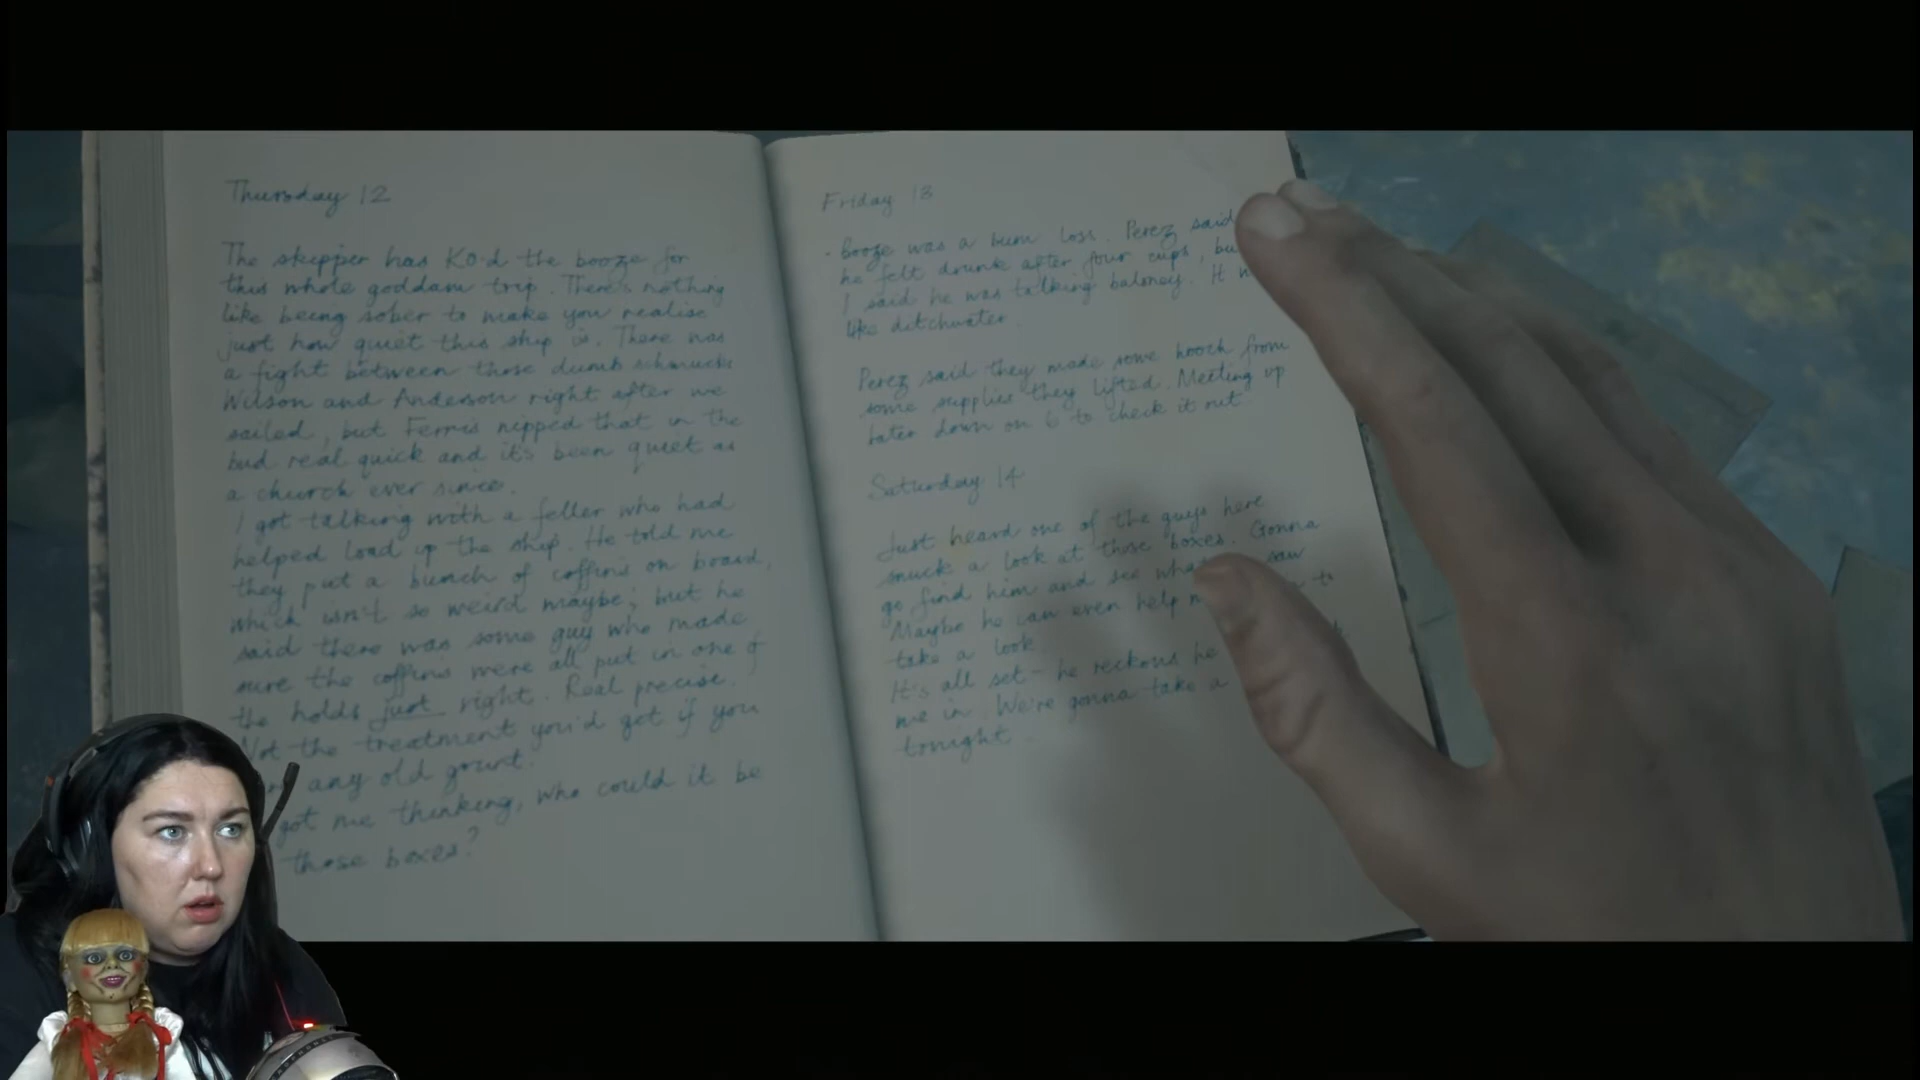 Thursday 12
The skipper has KO'd the booze for
this whole goddam trip. There's nothing
like being sober to make you realise
just how quiet this ship is. There was
a fight between those dumb schmucks
Wilson and Anderson right after we
sailed, but Ferris nipped that in the
bud real quick and it's been quiet as
a church ever since.
I got talking with a feller who had
helped load up the ship. He told me
they put a bunch of coffins on board,
which isn't so weird maybe, but he
said there was some guy who made
sure the coffins were all put in one of
the holds just right. Real precise.
Not the treatment you'd get if you
any old grunt.
got me thinking, who could it be
those boxes?
Friday 13
Booze was a bum loss. Perez said
he felt drunk after four cups, but
I said he was talking baloney. It
like ditchwater.
Perez said they made some hooch from
some supplies they lifted. Meeting up
later down on 6 to check it out.
Saturday 14
Just heard one of the guys here
snuck a look at those boxes. Gonna
go find him and see what saw
Maybe he can even help to
take a look
It's all set - he reckons he
me in. We're gonna take a
tonight.